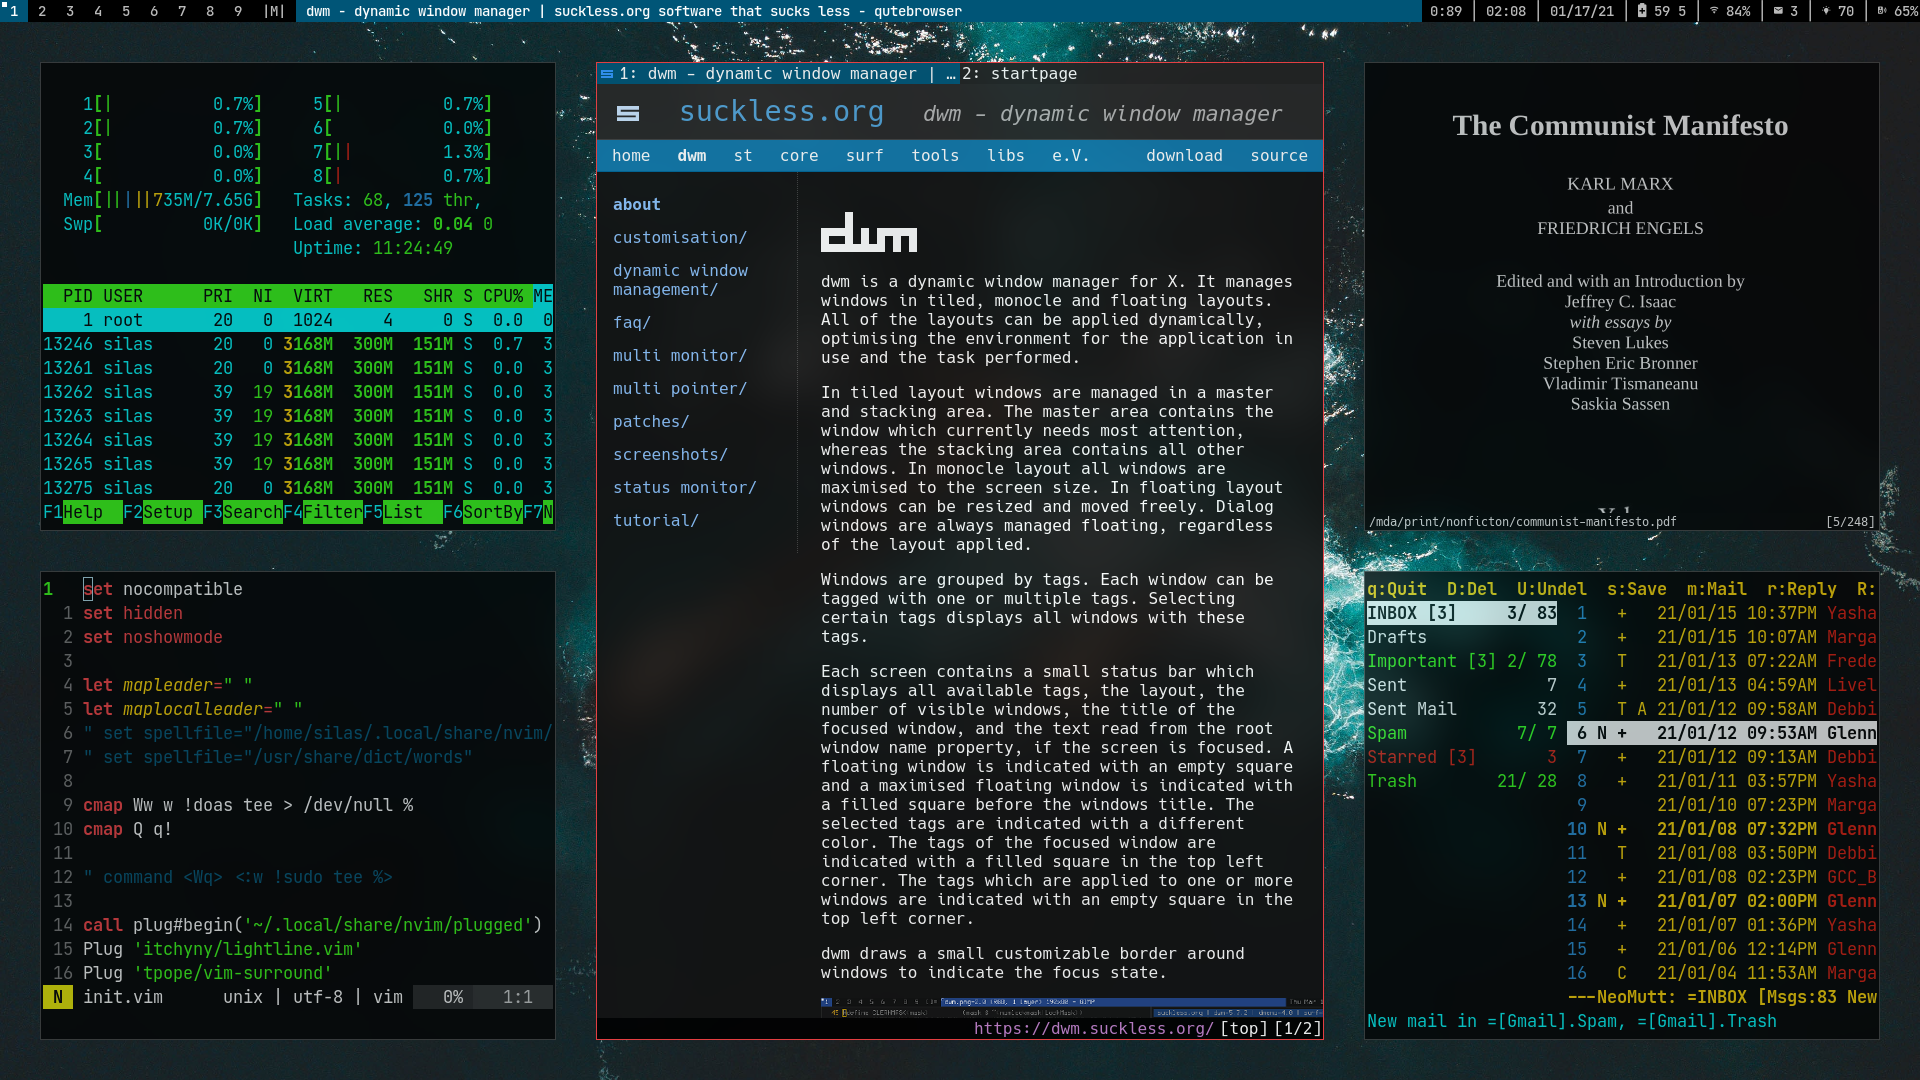 1 2 3 4 5 6 7 8 9 |M| dwm - dynamic window manager | suckless.org software that sucks less - qutebrowser 0:89 | 02:08 | 01/17/21 | 59 5 | 84% | 3 | 70 | 65%
1[| 0.7%] 5[| 0.7%]
2[| 0.7%] 6[ 0.0%]
3[ 0.0%] 7[|| 1.3%]
4[ 0.0%] 8[| 0.7%]
Mem[|||||735M/7.65G] Tasks: 68, 125 thr,
Swp[ 0K/0K] Load average: 0.04 0
Uptime: 11:24:49
PID USER PRI NI VIRT RES SHR S CPU% ME
1 root 20 0 1024 4 0 S 0.0 0
13246 silas 20 0 3168M 300M 151M S 0.7 3
13261 silas 20 0 3168M 300M 151M S 0.0 3
13262 silas 39 19 3168M 300M 151M S 0.0 3
13263 silas 39 19 3168M 300M 151M S 0.0 3
13264 silas 39 19 3168M 300M 151M S 0.0 3
13265 silas 39 19 3168M 300M 151M S 0.0 3
13275 silas 20 0 3168M 300M 151M S 0.0 3
F1Help F2Setup F3SearchF4FilterF5List F6SortByF7N
1 set nocompatible
1 set hidden
2 set noshowmode
3
4 let mapleader=" "
5 let maplocalleader=" "
6 " set spellfile="/home/silas/.local/share/nvim/
7 " set spellfile="/usr/share/dict/words"
8
9 cmap Ww w !doas tee > /dev/null %
10 cmap Q q!
11
12 " command <Wq> <:w !sudo tee %>
13
14 call plug#begin('~/.local/share/nvim/plugged')
15 Plug 'itchyny/lightline.vim'
16 Plug 'tpope/vim-surround'
N init.vim unix | utf-8 | vim 0% 1:1
1: dwm - dynamic window manager | … 2: startpage
suckless.org dwm - dynamic window manager
home dwm st core surf tools libs e.V. download source
about
customisation/
dynamic window
management/
faq/
multi monitor/
multi pointer/
patches/
screenshots/
status monitor/
tutorial/
dwm
dwm is a dynamic window manager for X. It manages
windows in tiled, monocle and floating layouts.
All of the layouts can be applied dynamically,
optimising the environment for the application in
use and the task performed.
In tiled layout windows are managed in a master
and stacking area. The master area contains the
window which currently needs most attention,
whereas the stacking area contains all other
windows. In monocle layout all windows are
maximised to the screen size. In floating layout
windows can be resized and moved freely. Dialog
windows are always managed floating, regardless
of the layout applied.
Windows are grouped by tags. Each window can be
tagged with one or multiple tags. Selecting
certain tags displays all windows with these
tags.
Each screen contains a small status bar which
displays all available tags, the layout, the
number of visible windows, the title of the
focused window, and the text read from the root
window name property, if the screen is focused. A
floating window is indicated with an empty square
and a maximised floating window is indicated with
a filled square before the windows title. The
selected tags are indicated with a different
color. The tags of the focused window are
indicated with a filled square in the top left
corner. The tags which are applied to one or more
windows are indicated with an empty square in the
top left corner.
dwm draws a small customizable border around
windows to indicate the focus state.
https://dwm.suckless.org/ [top] [1/2]
The Communist Manifesto
KARL MARX
and
FRIEDRICH ENGELS
Edited and with an Introduction by
Jeffrey C. Isaac
with essays by
Steven Lukes
Stephen Eric Bronner
Vladimir Tismaneanu
Saskia Sassen
/mda/print/nonficton/communist-manifesto.pdf [5/248]
q:Quit D:Del U:Undel s:Save m:Mail r:Reply R:
INBOX [3] 3/ 83 1 + 21/01/15 10:37PM Yasha
Drafts 2 + 21/01/15 10:07AM Marga
Important [3] 2/ 78 3 T 21/01/13 07:22AM Frede
Sent 7 4 + 21/01/13 04:59AM Livel
Sent Mail 32 5 T A 21/01/12 09:58AM Debbi
Spam 7/ 7 6 N + 21/01/12 09:53AM Glenn
Starred [3] 3 7 + 21/01/12 09:13AM Debbi
Trash 21/ 28 8 + 21/01/11 03:57PM Yasha
9 21/01/10 07:23PM Marga
10 N + 21/01/08 07:32PM Glenn
11 T 21/01/08 03:50PM Debbi
12 + 21/01/08 02:23PM GCC_B
13 N + 21/01/07 02:00PM Glenn
14 + 21/01/07 01:36PM Yasha
15 + 21/01/06 12:14PM Glenn
16 C 21/01/04 11:53AM Marga
---NeoMutt: =INBOX [Msgs:83 New
New mail in =[Gmail].Spam, =[Gmail].Trash